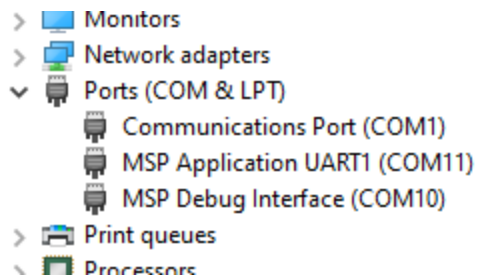 Monitors
Network adapters
Ports (COM & LPT)
Communications Port (COM1)
MSP Application UART1 (COM11)
MSP Debug Interface (COM10)
Print queues
Processors